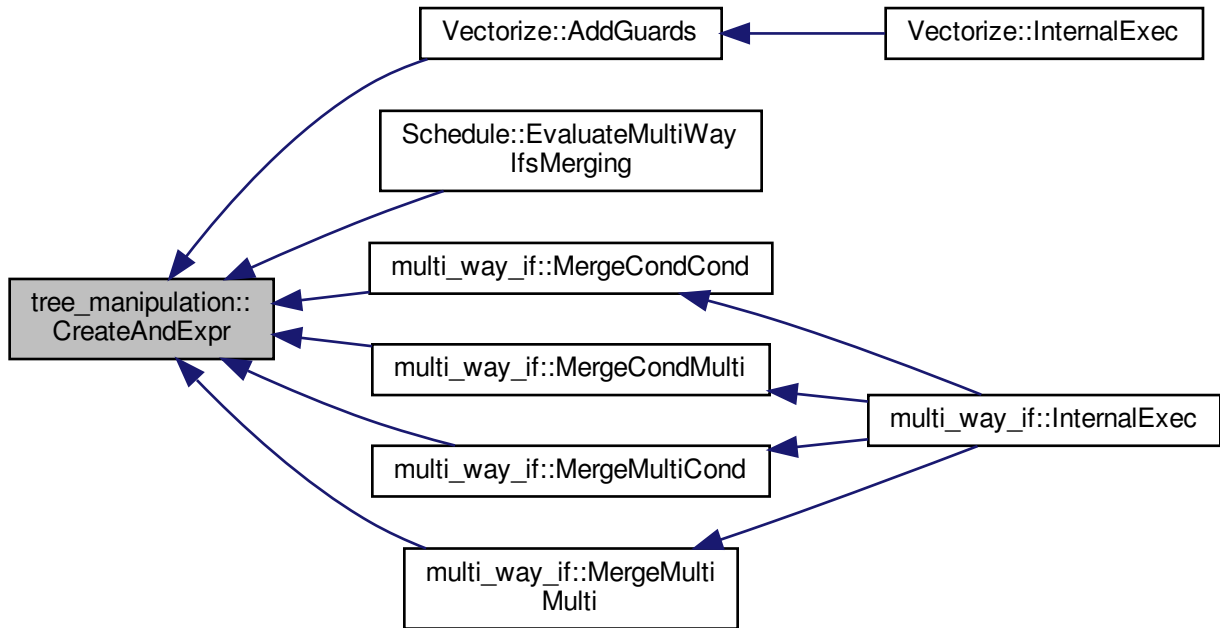 Vectorize::AddGuards
Vectorize::InternalExec
Schedule::EvaluateMultiWay
IfsMerging
multi_way_if::MergeCondCond
tree_manipulation::
CreateAndExpr
multi_way_if::MergeCondMulti
multi_way_if::InternalExec
multi_way_if::MergeMultiCond
multi_way_if::MergeMulti
Multi